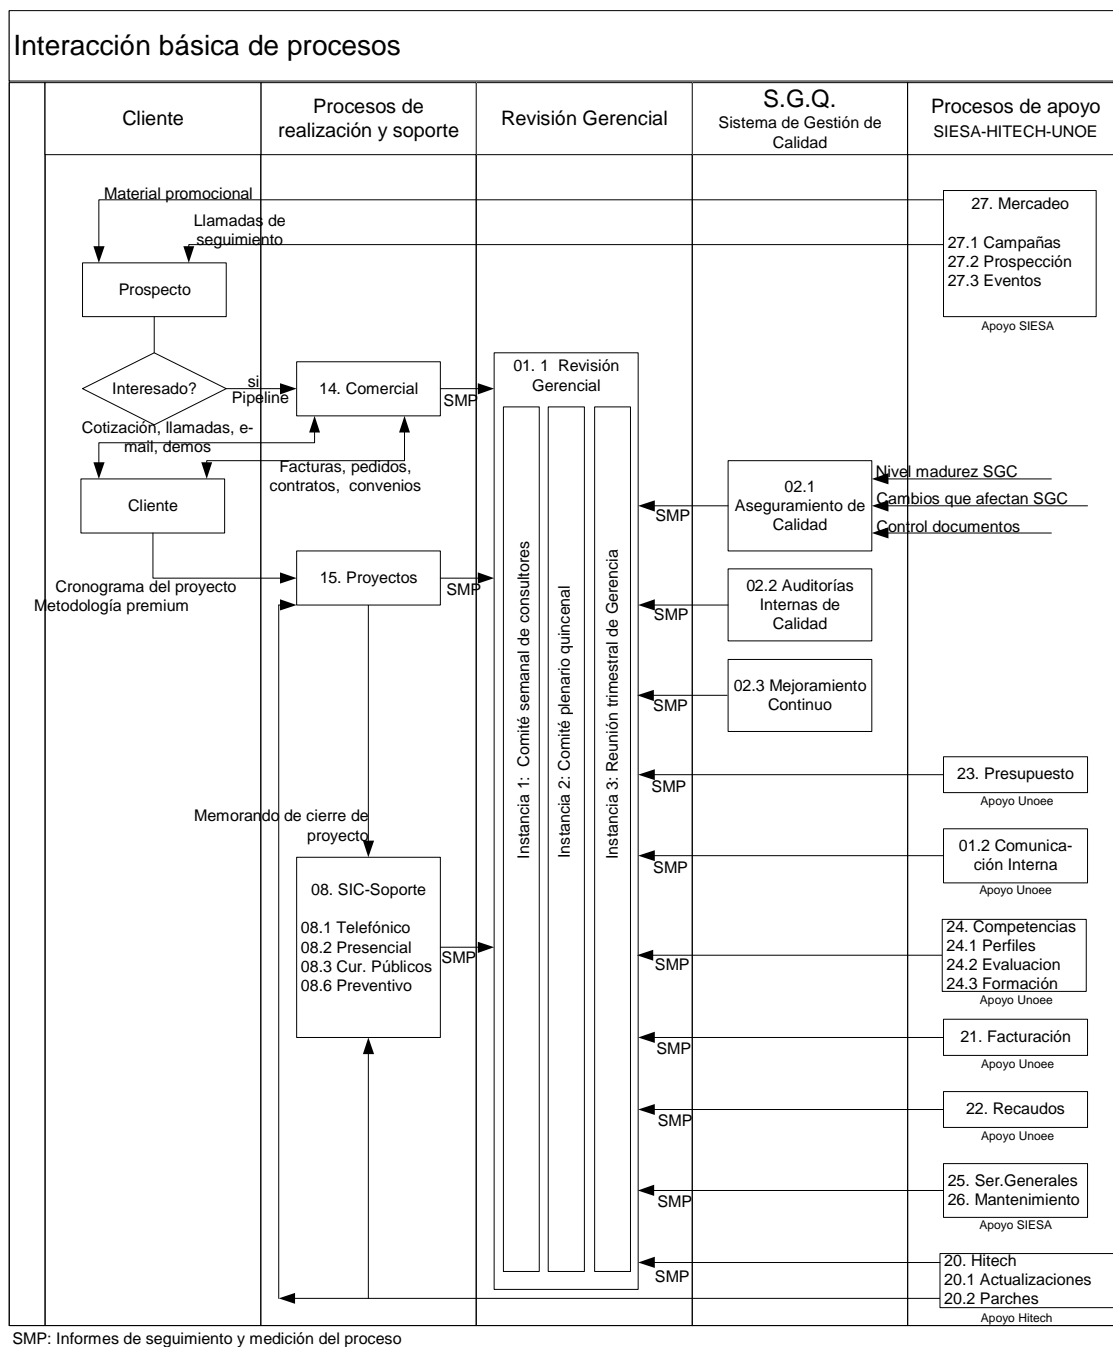 Interacción básica de procesos
Cliente
Procesos de
realización y soporte
Revisión Gerencial
S.G.Q.
Sistema de Gestión de
Calidad
Procesos de apoyo
SIESA-HITECH-UNOE
Material promocional
Llamadas de
seguimiento
27. Mercadeo
27.1 Campañas
27.2 Prospección
27.3 Eventos
Apoyo SIESA
Prospecto
Interesado?
si
Pipeline
14. Comercial
SMP
01. 1 Revisión
Gerencial
Cotización, llamadas, e-
mail, demos
Facturas, pedidos,
contratos, convenios
Cliente
Instancia 1: Comité semanal de consultores
Instancia 2: Comité plenario quincenal
Instancia 3: Reunión trimestral de Gerencia
SMP
02.1
Aseguramiento de
Calidad
Nivel madurez SGC
Cambios que afectan SGC
Control documentos
Cronograma del proyecto
Metodología premium
15. Proyectos
SMP
SMP
02.2 Auditorías
Internas de
Calidad
SMP
02.3 Mejoramiento
Continuo
SMP
23. Presupuesto
Apoyo Unoee
Memorando de cierre de
proyecto
SMP
01.2 Comunica-
ción Interna
Apoyo Unoee
08. SIC-Soporte
08.1 Telefónico
08.2 Presencial
08.3 Cur. Públicos
08.6 Preventivo
SMP
SMP
24. Competencias
24.1 Perfiles
24.2 Evaluacion
24.3 Formación
Apoyo Unoee
SMP
21. Facturación
Apoyo Unoee
SMP
22. Recaudos
Apoyo Unoee
SMP
25. Ser.Generales
26. Mantenimiento
Apoyo SIESA
SMP
20. Hitech
20.1 Actualizaciones
20.2 Parches
Apoyo Hitech
SMP: Informes de seguimiento y medición del proceso